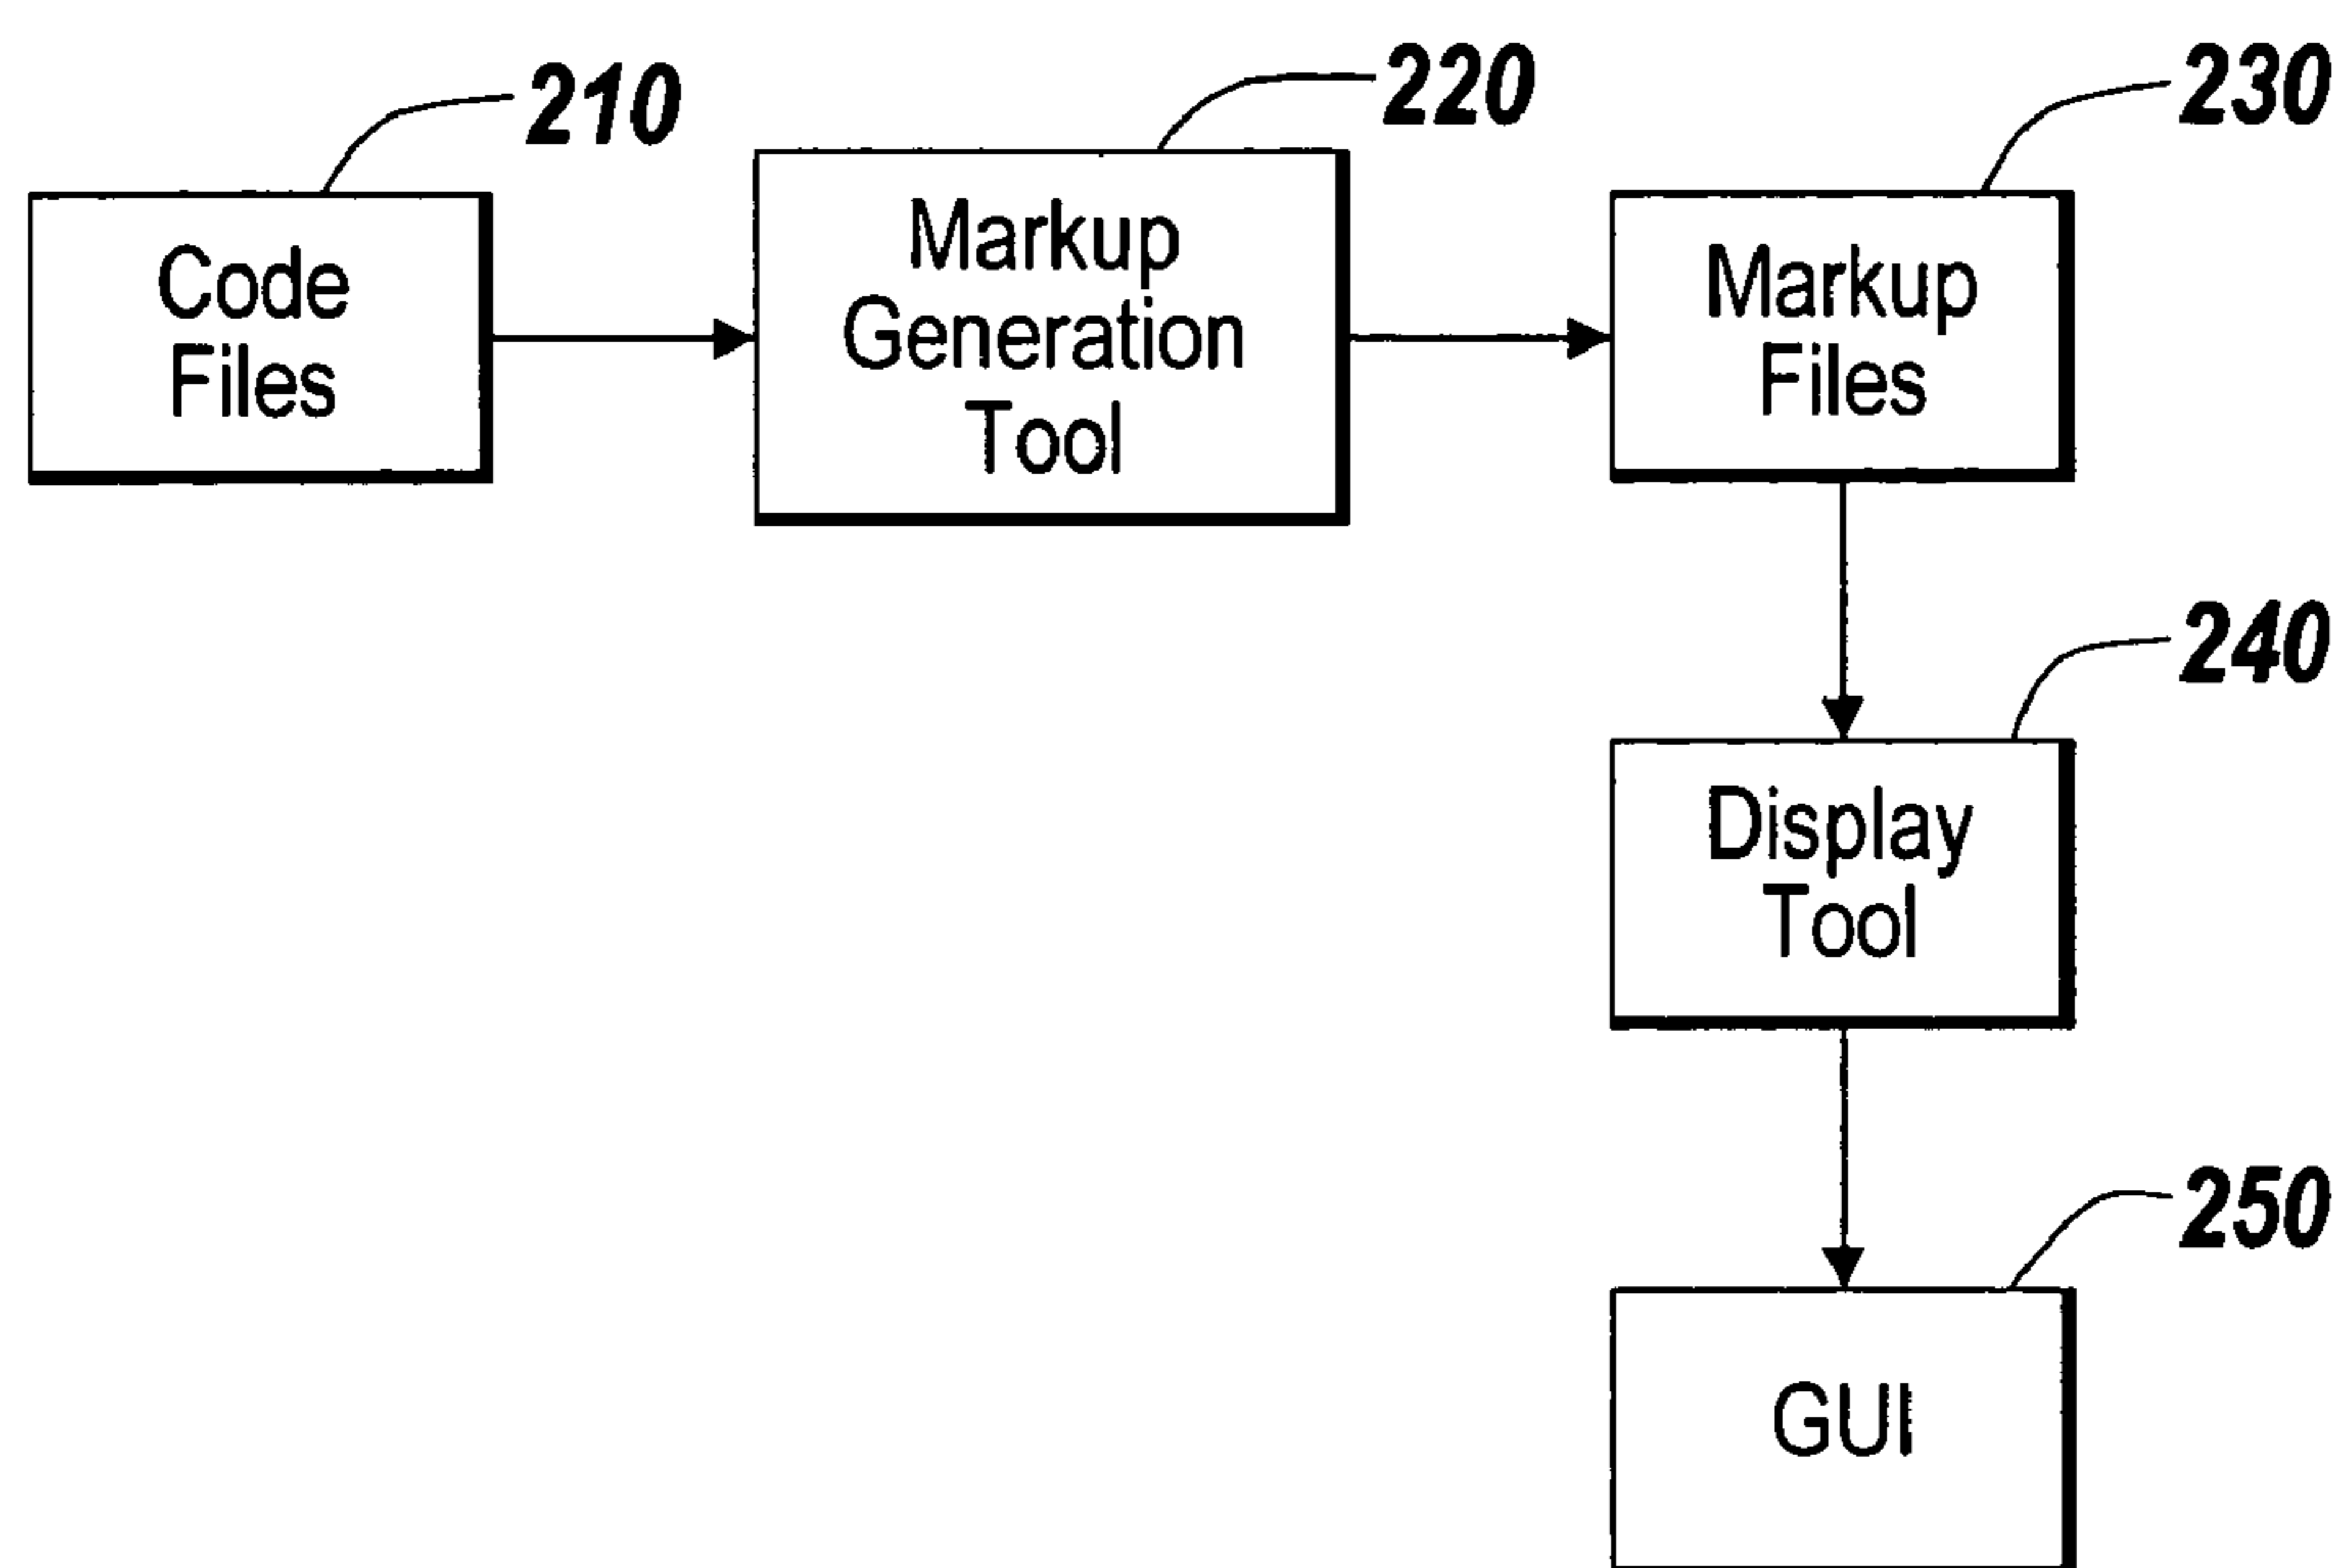 210
220
230
Code
Files
Markup
Generation
Tool
Markup
Files
240
Display
Tool
250
GUI